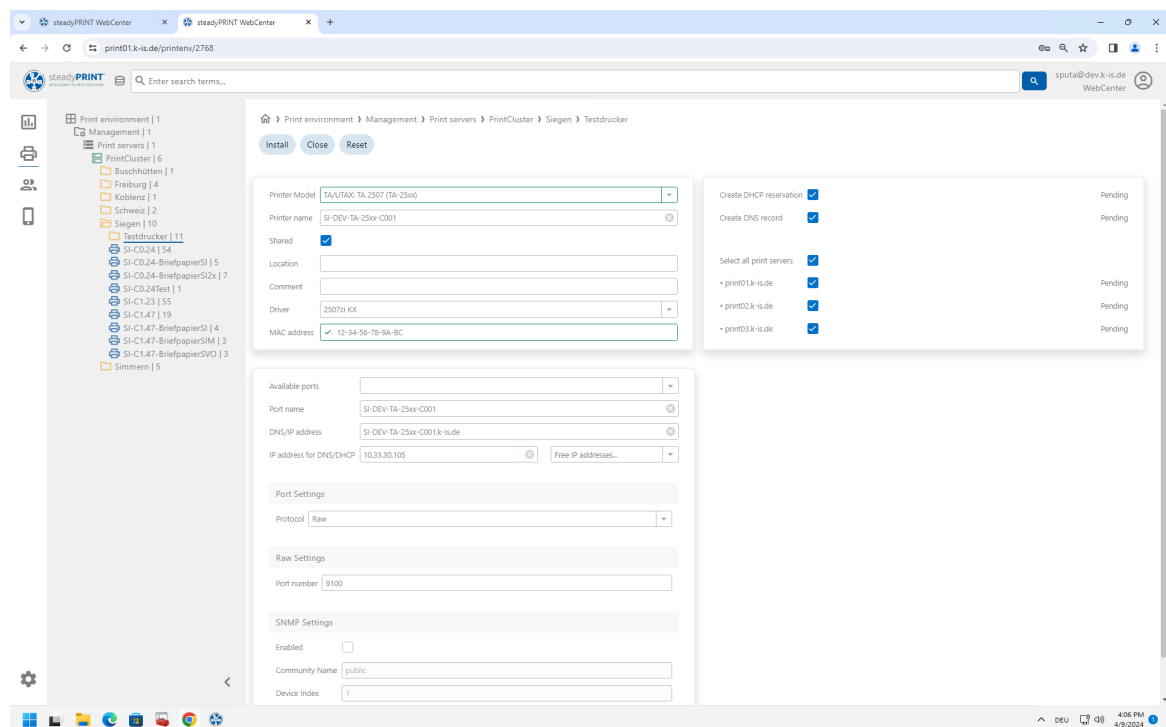 steadyPRINT WebCenter
steadyPRINT WebCenter
print01.k-is.de/printenv/2768
steadyPRINT
Enter search terms...
sputa@dev.k-is.de
WebCenter
Print environment | 1
Management | 1
Print servers | 1
PrintCluster | 6
Buschhütten | 1
Freiburg | 4
Koblenz | 1
Schweiz | 2
Siegen | 10
Testdrucker | 11
SI-C0.24 | 54
SI-C0.24-BriefpapierSI | 5
SI-C0.24-BriefpapierSI2x | 7
SI-C0.24Test | 1
SI-C1.23 | 55
SI-C1.47 | 19
SI-C1.47-BriefpapierSI | 4
SI-C1.47-BriefpapierSIM | 3
SI-C1.47-BriefpapierSVO | 3
Simmern | 5
Print environment Management Print servers PrintCluster Siegen Testdrucker
Install Close Reset
Printer Model TA/UTAX: TA 2507 (TA-25xx)
Printer name SI-DEV-TA-25xx-C001
Shared
Location
Comment
Driver 2507ci KX
MAC address 12-34-56-78-9A-BC
Create DHCP reservation Pending
Create DNS record Pending
Select all print servers
• print01.k-is.de Pending
• print02.k-is.de Pending
• print03.k-is.de Pending
Available ports
Port name SI-DEV-TA-25xx-C001
DNS/IP address SI-DEV-TA-25xx-C001.k-is.de
IP address for DNS/DHCP 10.33.30.105 Free IP addresses...
Port Settings
Protocol Raw
Raw Settings
Port number 9100
SNMP Settings
Enabled
Community Name public
Device Index 1
DEU
4:06 PM
4/9/2024